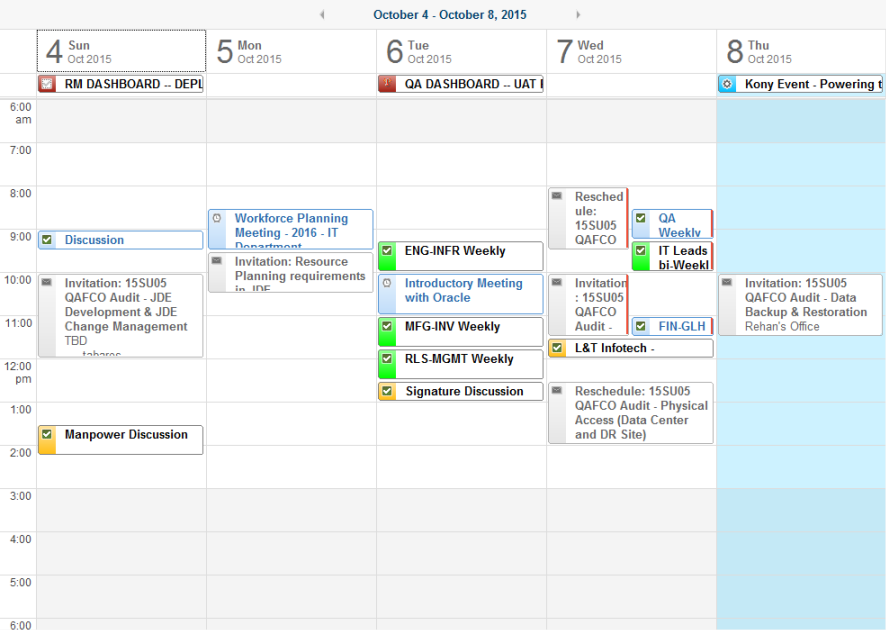 October 4 - October 8, 2015
4 Sun
Oct 2015
5 Mon
Oct 2015
6 Tue
Oct 2015
7 Wed
Oct 2015
8 Thu
Oct 2015
RM DASHBOARD -- DEPL
QA DASHBOARD -- UAT
Kony Event - Powering t
6:00
am
7:00
8:00
9:00
10:00
11:00
12:00
pm
1:00
2:00
3:00
4:00
5:00
6:00
Discussion
Invitation: 15SU05
QAFCO Audit - JDE
Development & JDE
Change Management
TBD
tabares
Manpower Discussion
Workforce Planning
Meeting - 2016 - IT
Department
Invitation: Resource
Planning requirements
in JDE
ENG-INFR Weekly
Introductory Meeting
with Oracle
MFG-INV Weekly
RLS-MGMT Weekly
Signature Discussion
Resched
ule:
15SU05
QAFCO
QA
Weekly
IT Leads
bi-Weekl
Invitation
: 15SU05
QAFCO
Audit -
FIN-GLH
L&T Infotech -
Reschedule: 15SU05
QAFCO Audit - Physical
Access (Data Center
and DR Site)
Invitation: 15SU05
QAFCO Audit - Data
Backup & Restoration
Rehan's Office